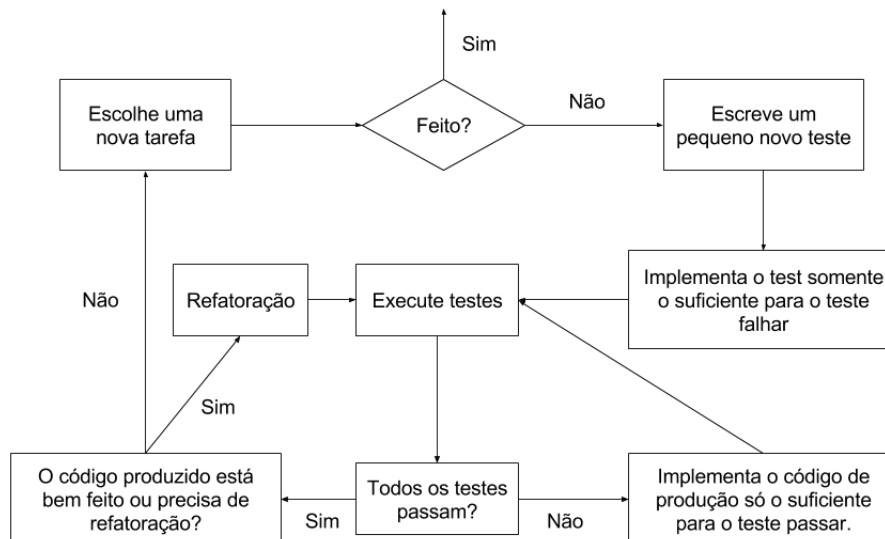 Sim
Escolhe uma
nova tarefa
Feito?
Não
Escreve um
pequeno novo teste
Não
Refatoração
Execute testes
Implementa o test somente
o suficiente para o teste
falhar
Sim
O código produzido está
bem feito ou precisa de
refatoração?
Sim
Todos os testes
passam?
Não
Implementa o código de
produção só o suficiente
para o teste passar.